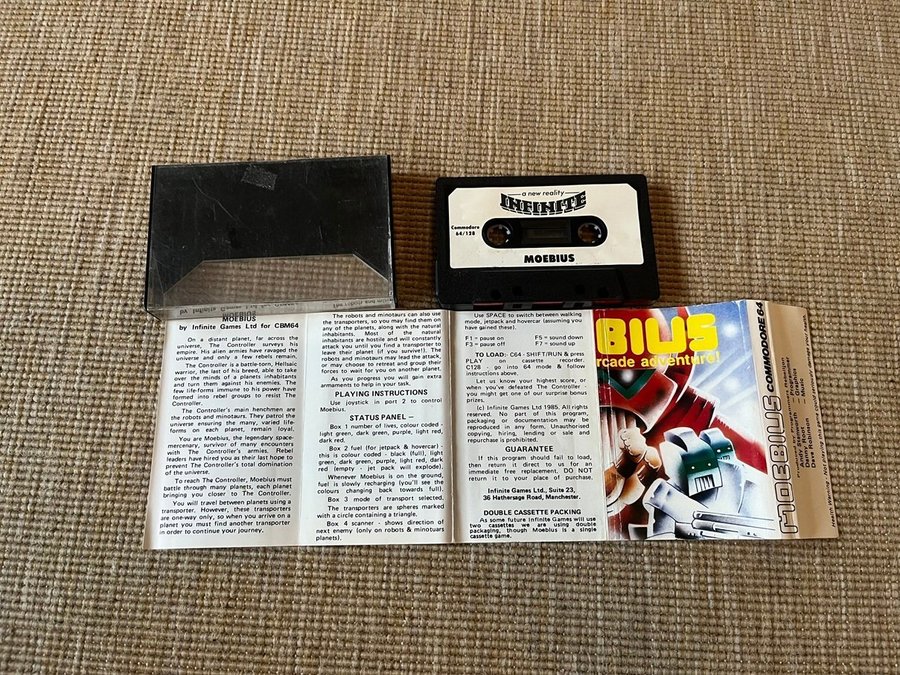 a new reality
INFINITE
Commodore
64/128
MOEBIUS
MOEBIUS
by Infinite Games Ltd for CBM64
On a distant planet, far across the
universe, The Controller surveys his
empire. His alien armies have ravaged the
universe and only a few rebels remain.
The Controller is a battle-born, Hellsaic
warrior, the last of his breed, able to take
over the minds of a planets inhabitants
and turn them against his enemies. The
few life-forms immune to his power have
formed into rebel groups to resist The
Controller.
The Controller's main henchmen are
the robots and minotaurs. They patrol the
universe ensuring the many, varied life-
forms on each planet, remain loyal.
You are Moebius, the legendary space-
mercenary, survivor of many encounters
with The Controller's armies. Rebel
leaders have hired you as their last hope to
prevent The Controller's total domination
of the universe.
To reach The Controller, Moebius must
battle through many planets, each planet
bringing you closer to The Controller.
You will travel between planets using a
transporter. However, these transporters
are one-way only, so when you arrive on a
planet you must find another transporter
in order to continue your journey.
The robots and minotaurs can also use
the transporters, so you may find them on
any of the planets, along with the natural
inhabitants. Most of the natural
inhabitants are hostile and will constantly
attack you until you find a transporter to
leave their planet (if you survive!). The
robots and minotaurs may lead the attack,
or may choose to retreat and group their
forces to wait for you on another planet.
As you progress you will gain extra
armaments to help in your task.
PLAYING INSTRUCTIONS
Use joystick in port 2 to control
Moebius.
STATUS PANEL —
Box 1 number of lives, colour coded -
light green, dark green, purple, light red,
dark red.
Box 2 fuel (for jetpack & hovercar) -
this is colour coded - black (full), light
green, dark green, purple, light red, dark
red (empty - jet pack will explode).
Whenever Moebius is on the ground,
fuel is slowly recharging (you'll see the
colours changing back towards full).
Box 3 mode of transport selected.
The transporters are spheres marked
with a circle containing a triangle.
Box 4 scanner - shows direction of
next enemy (only on robots & minotaurs
planets).
Use SPACE to switch between walking
mode, jetpack and hovercar (assuming you
have gained these).
F1 = pause on F5 = sound down
F3 = pause off F7 = sound up
TO LOAD: C64 - SHIFT/RUN & press
PLAY on cassette recorder.
C128 - go into 64 mode & follow
instructions above.
Let us know your highest score, or
when you've defeated The Controller -
you might get one of our surprise bonus
prizes.
(c) Infinite Games Ltd 1985. All rights
reserved. No part of this program,
packaging or documentation may be
reproduced in any form. Unauthorised
copying, hiring, lending or sale and
repurchase is prohibited.
GUARANTEE
If this program should fail to load,
then return it direct to us for an
immediate free replacement. DO NOT
return it to your place of purchase.
Infinite Games Ltd., Suite 23,
36 Hathersage Road, Manchester.
DOUBLE CASSETTE PACKING
As some future Infinite Games will use
two cassettes we are using double
packaging, though Moebius is a single
cassette game.
BIUS
rcade adventure!
MOEBIUS COMMODORE 64